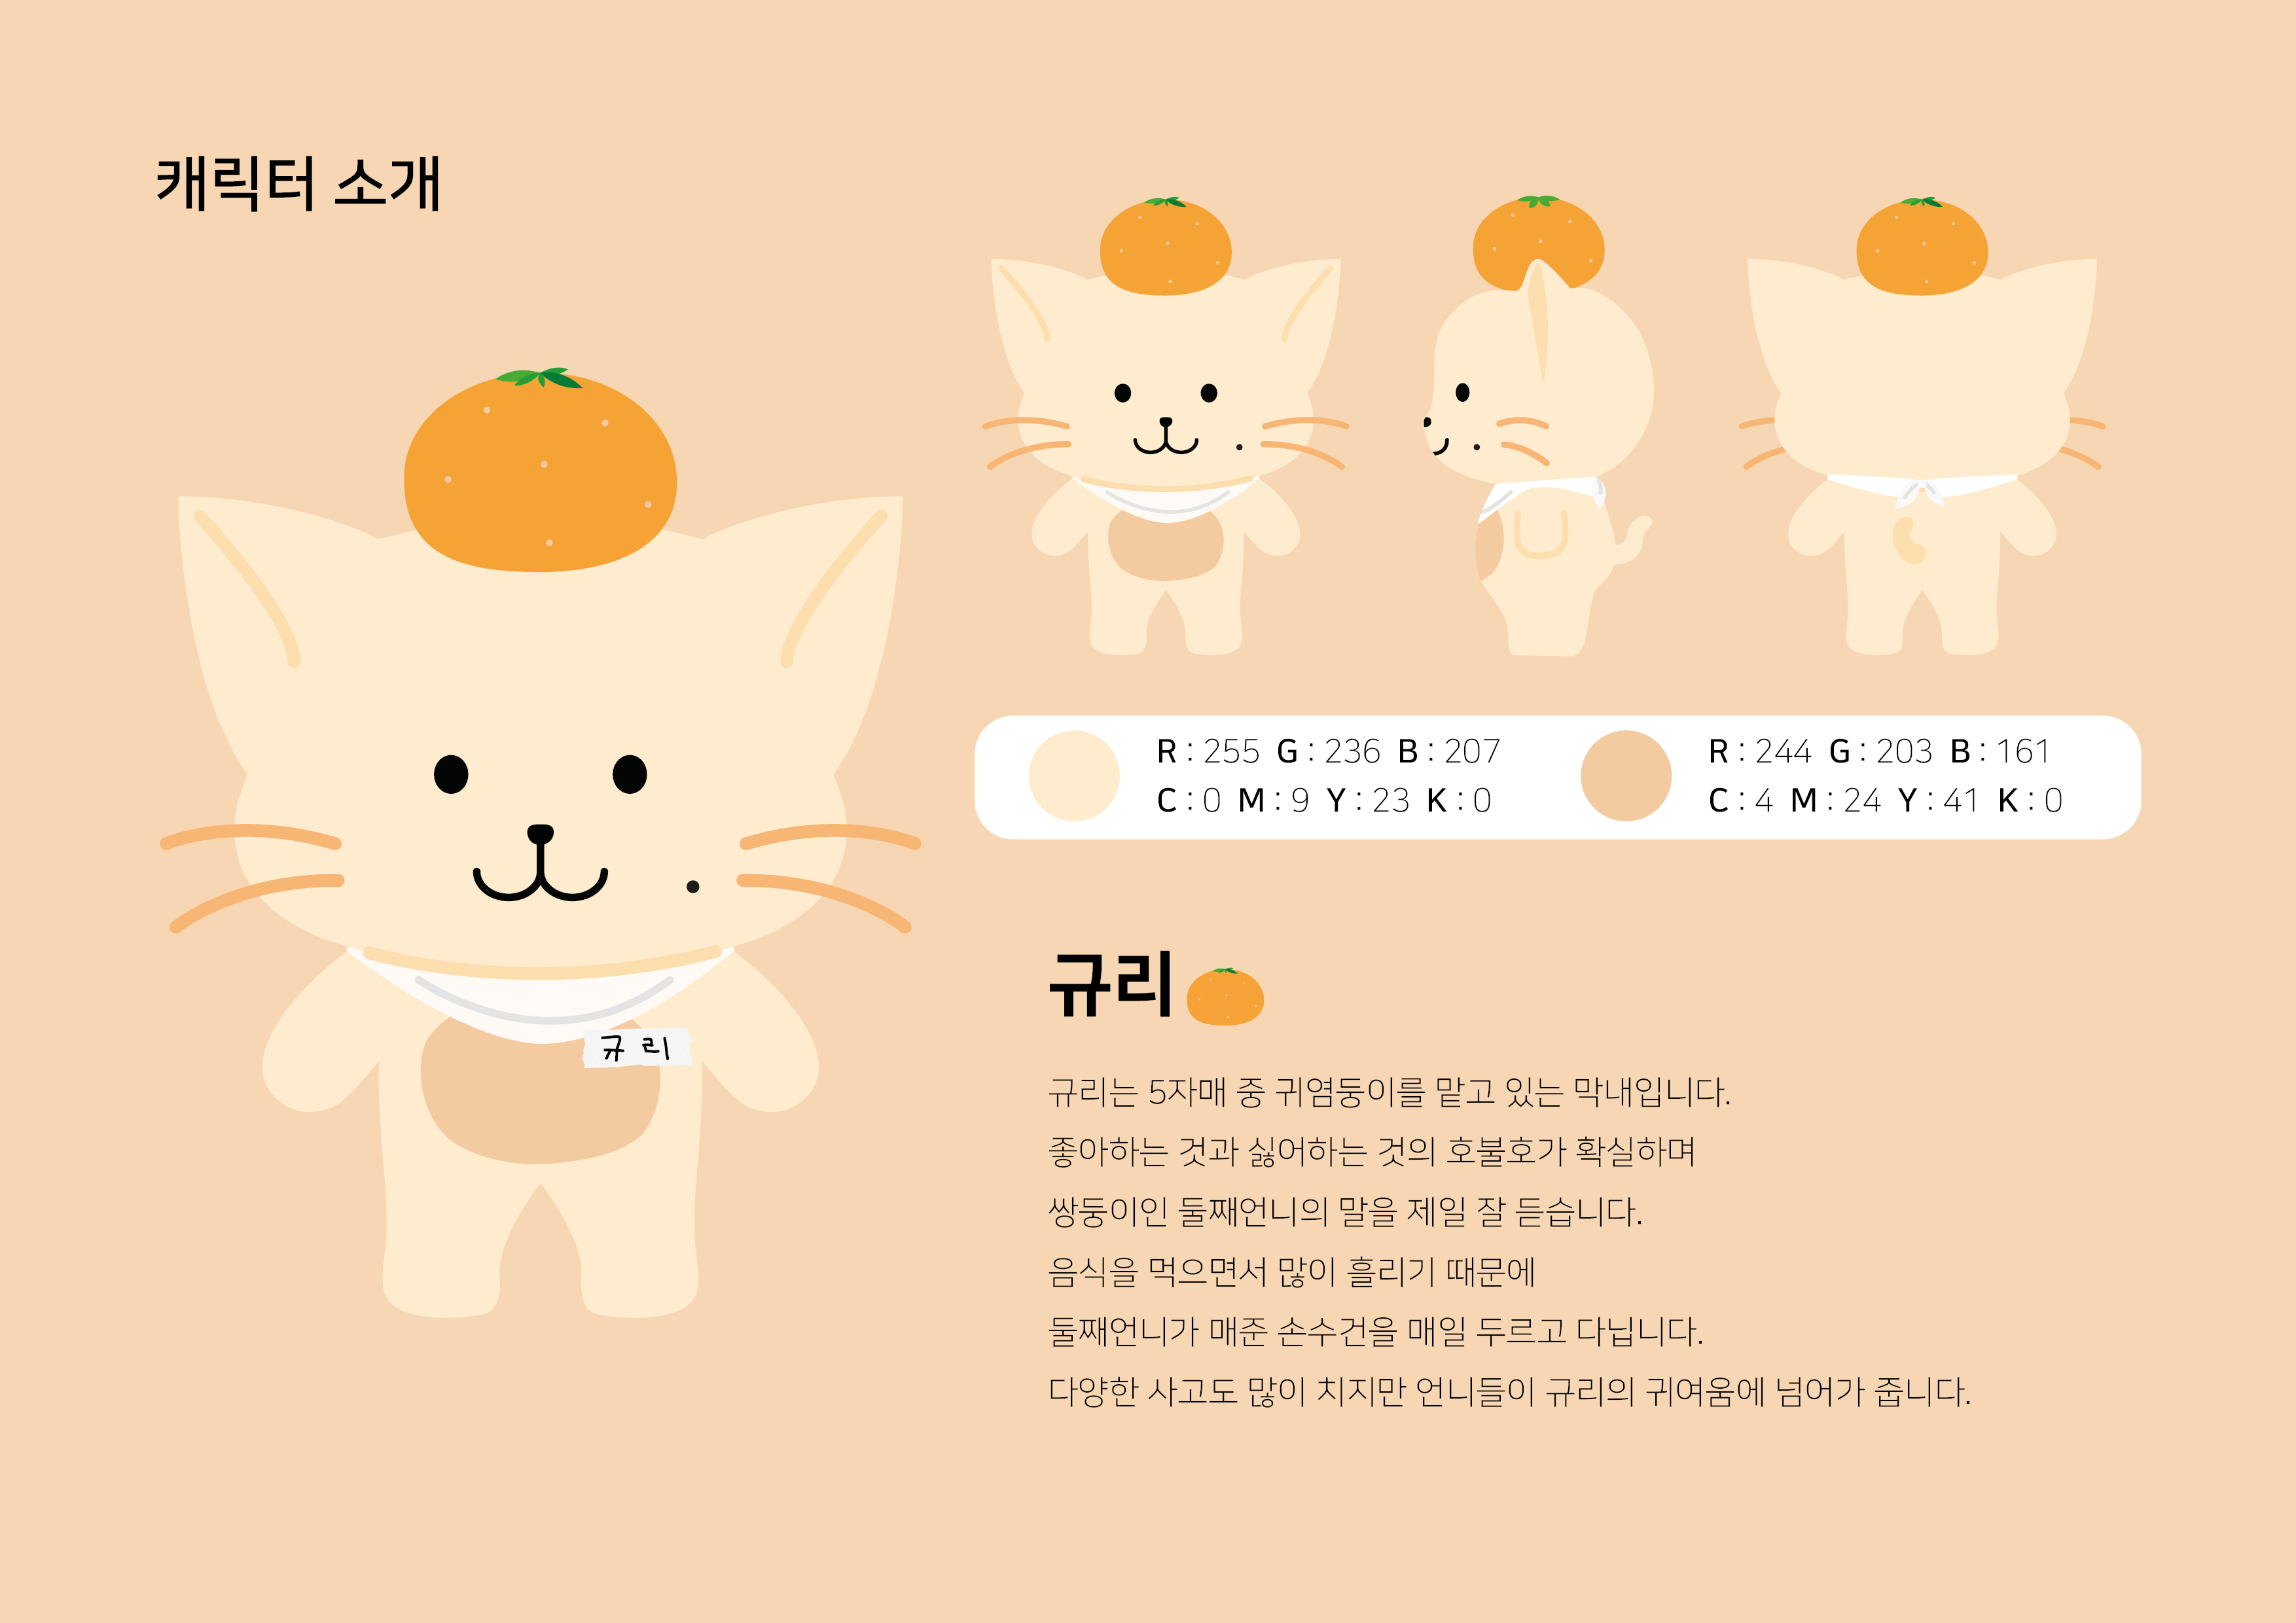 캐릭터 소개
R : 255 G : 236 B : 207
C : 0 M : 9 Y : 23 K : 0
R : 244 G : 203 B : 161
C : 4 M : 24 Y : 41 K : 0
규리
규리
규리는 5자매 중 귀염둥이를 맡고 있는 막내입니다.
좋아하는 것과 싫어하는 것의 호불호가 확실하며
쌍둥이인 둘째언니의 말을 제일 잘 듣습니다.
음식을 먹으면서 많이 흘리기 때문에
둘째언니가 매준 손수건을 매일 두르고 다닙니다.
다양한 사고도 많이 치지만 언니들이 규리의 귀여움에 넘어가 줍니다.